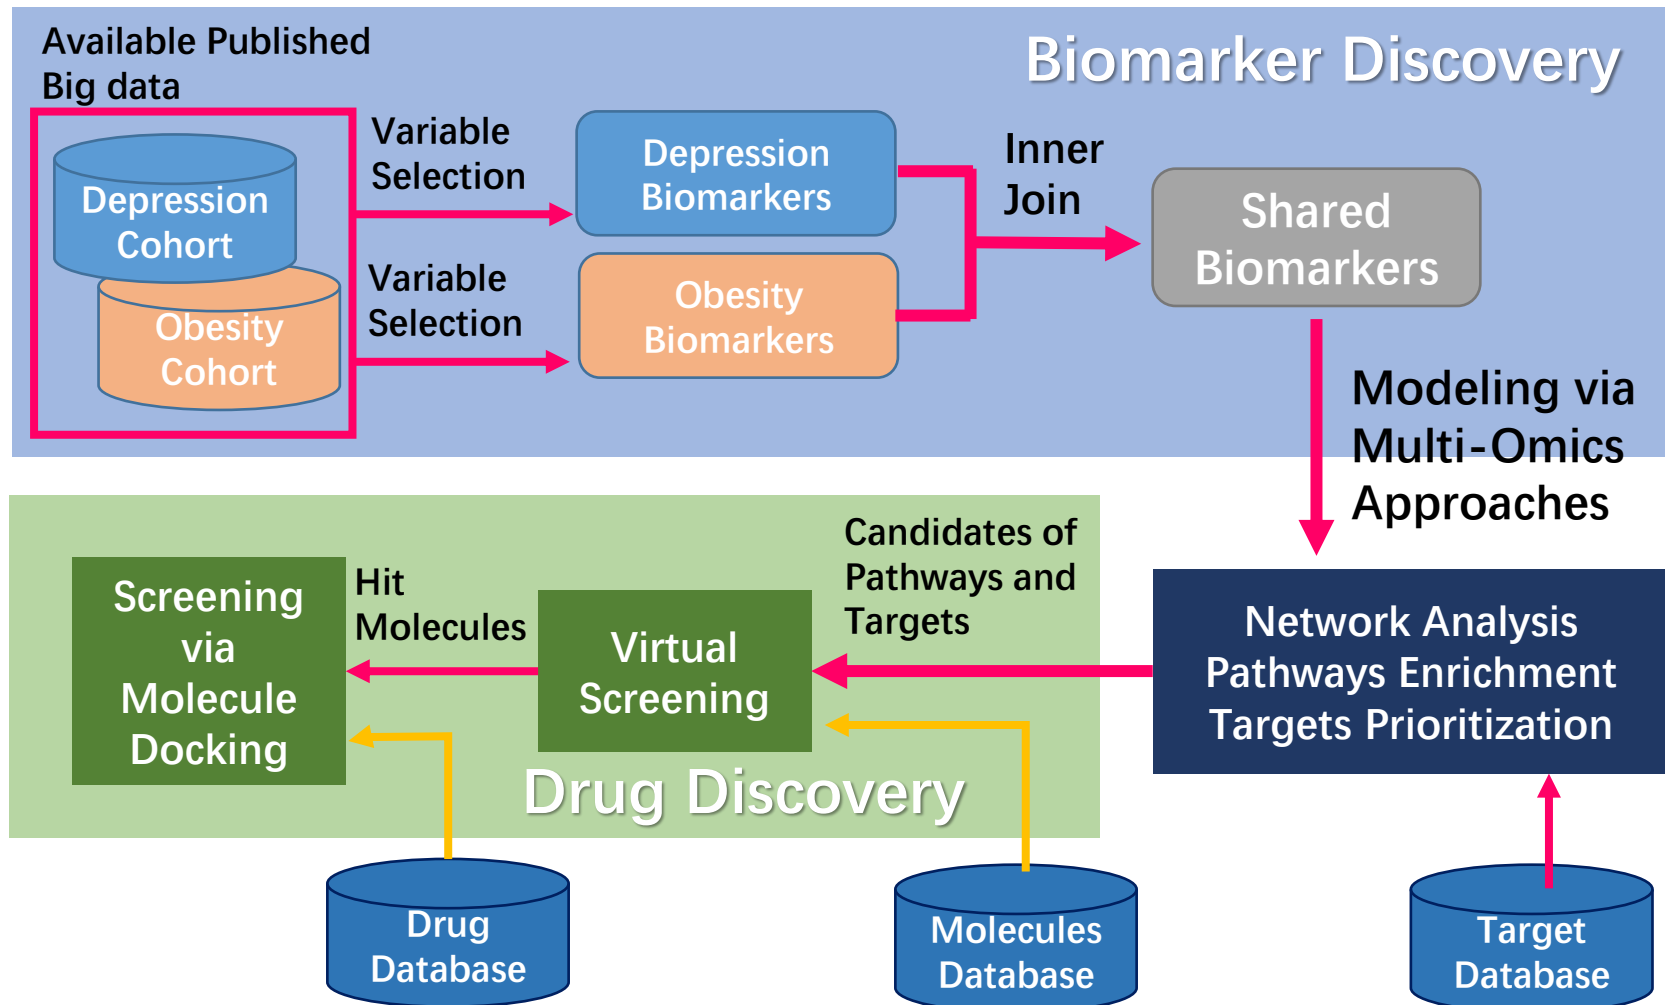 Available Published
Big data
Biomarker Discovery
Depression
Cohort
Obesity
Cohort
Variable
Selection
Variable
Selection
Depression
Biomarkers
Obesity
Biomarkers
Inner
Join
Shared
Biomarkers
Modeling via
Multi-Omics
Approaches
Network Analysis
Pathways Enrichment
Targets Prioritization
Candidates of
Pathways and
Targets
Virtual
Screening
Hit
Molecules
Screening
via
Molecule
Docking
Drug Discovery
Drug
Database
Molecules
Database
Target
Database